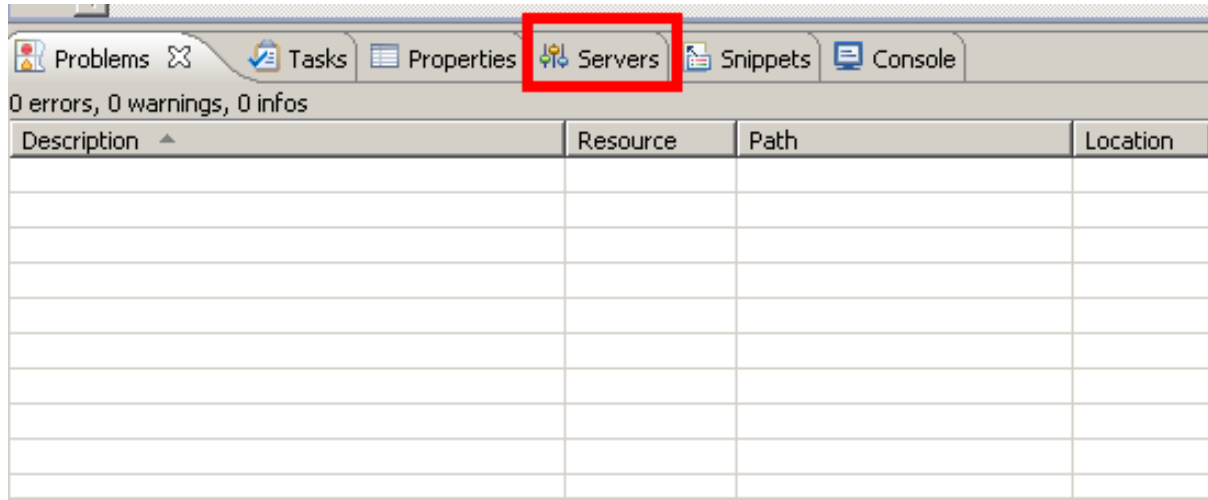 Problems Tasks Properties Servers Snippets Console
0 errors, 0 warnings, 0 infos
Description Resource Path Location